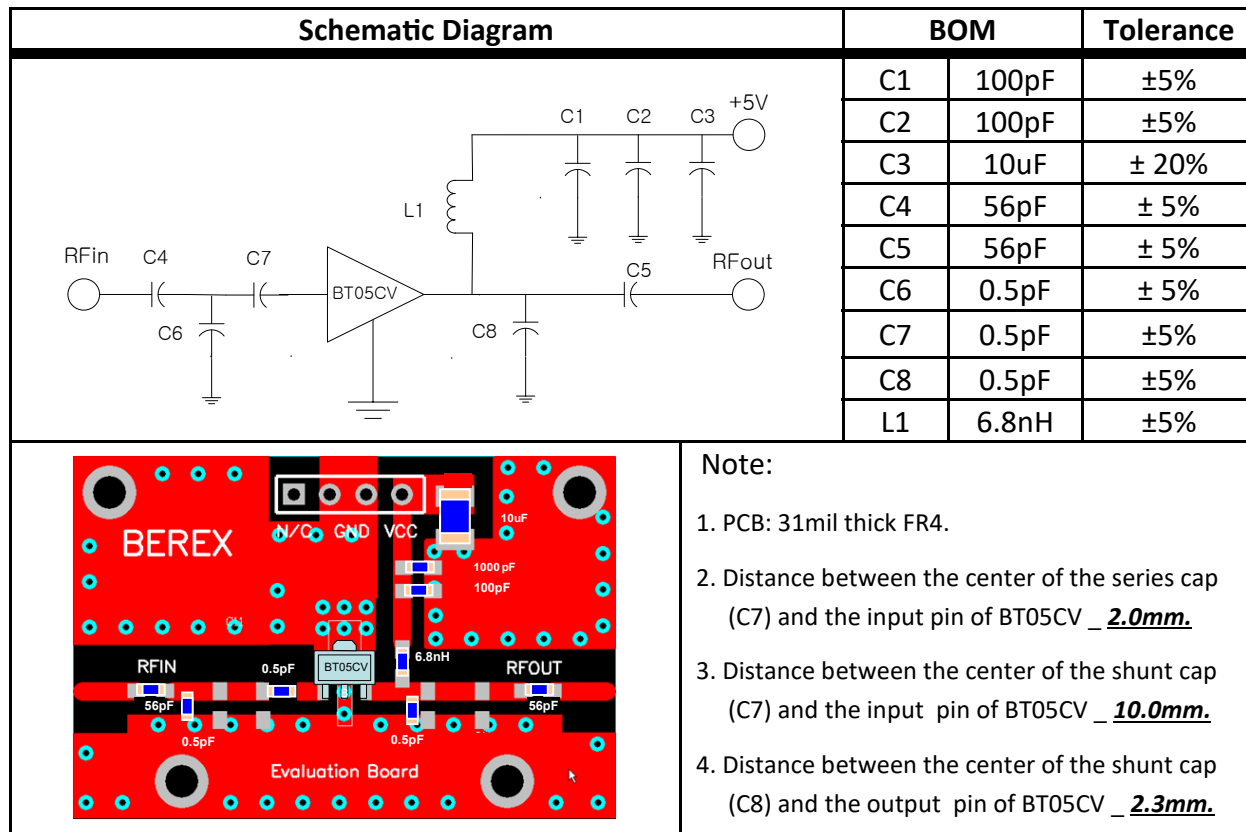 Schematic Diagram
BOM
Tolerance
C1 100pF ±5%
C2 100pF ±5%
C3 10uF ± 20%
C4 56pF ± 5%
C5 56pF ± 5%
C6 0.5pF ± 5%
C7 0.5pF ±5%
C8 0.5pF ±5%
L1 6.8nH ±5%
+5V
C1 C2 C3
L1
RFin C4 C7
C5 RFout
BT05CV
C6
C8
N/C GND VCC
10uF
BEREX
1000pF
100pF
6.8nH
RFIN
0.5pF
BT05CV
RFOUT
56pF
56pF
0.5pF
0.5pF
Evaluation Board
Note:
1. PCB: 31mil thick FR4.
2. Distance between the center of the series cap
(C7) and the input pin of BT05CV _ 2.0mm.
3. Distance between the center of the shunt cap
(C7) and the input pin of BT05CV _ 10.0mm.
4. Distance between the center of the shunt cap
(C8) and the output pin of BT05CV _ 2.3mm.